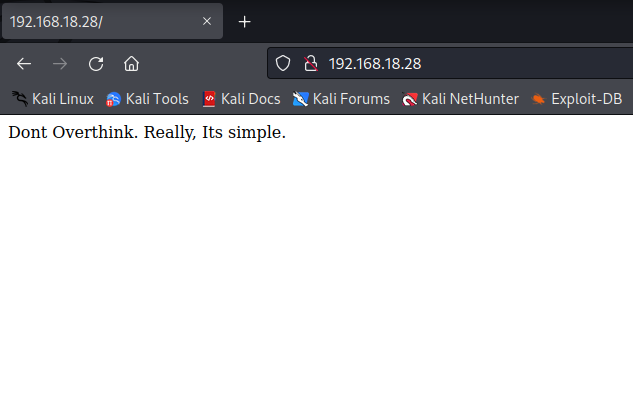 192.168.18.28/
192.168.18.28
Kali Linux Kali Tools Kali Docs Kali Forums Kali NetHunter Exploit-DB
Dont Overthink. Really, Its simple.